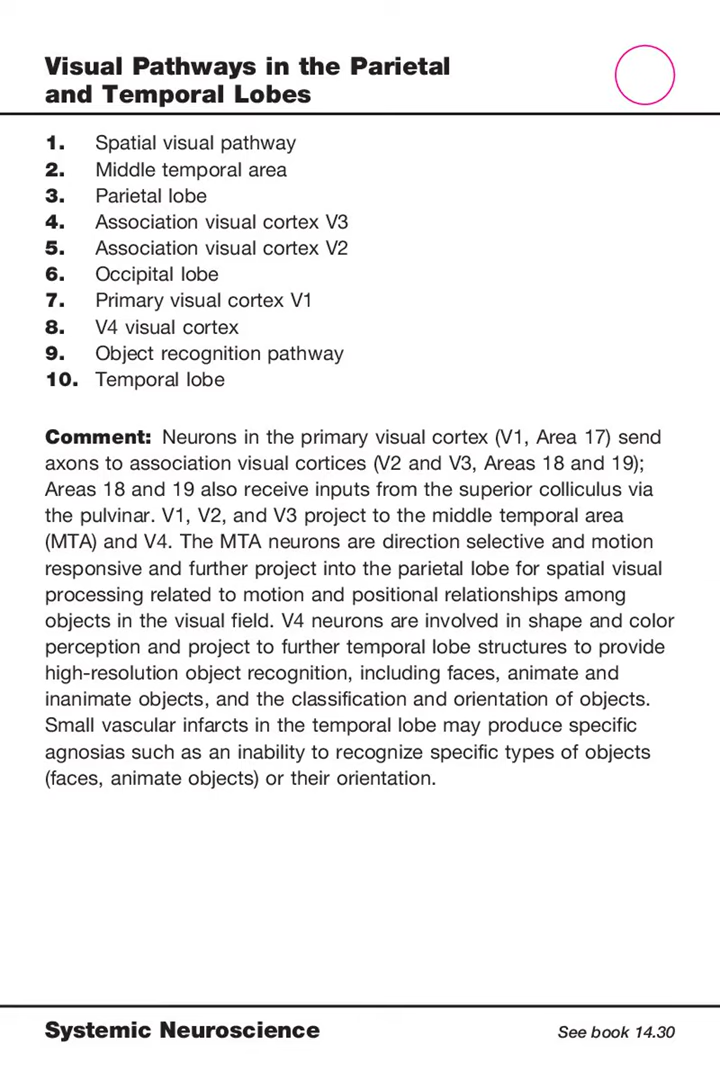 Visual Pathways in the Parietal
and Temporal Lobes
1. Spatial visual pathway
2. Middle temporal area
3. Parietal lobe
4. Association visual cortex V3
5. Association visual cortex V2
6. Occipital lobe
7. Primary visual cortex V1
8. V4 visual cortex
9. Object recognition pathway
10. Temporal lobe
Comment: Neurons in the primary visual cortex (V1, Area 17) send
axons to association visual cortices (V2 and V3, Areas 18 and 19);
Areas 18 and 19 also receive inputs from the superior colliculus via
the pulvinar. V1, V2, and V3 project to the middle temporal area
(MTA) and V4. The MTA neurons are direction selective and motion
responsive and further project into the parietal lobe for spatial visual
processing related to motion and positional relationships among
objects in the visual field. V4 neurons are involved in shape and color
perception and project to further temporal lobe structures to provide
high-resolution object recognition, including faces, animate and
inanimate objects, and the classification and orientation of objects.
Small vascular infarcts in the temporal lobe may produce specific
agnosias such as an inability to recognize specific types of objects
(faces, animate objects) or their orientation.
Systemic Neuroscience
See book 14.30